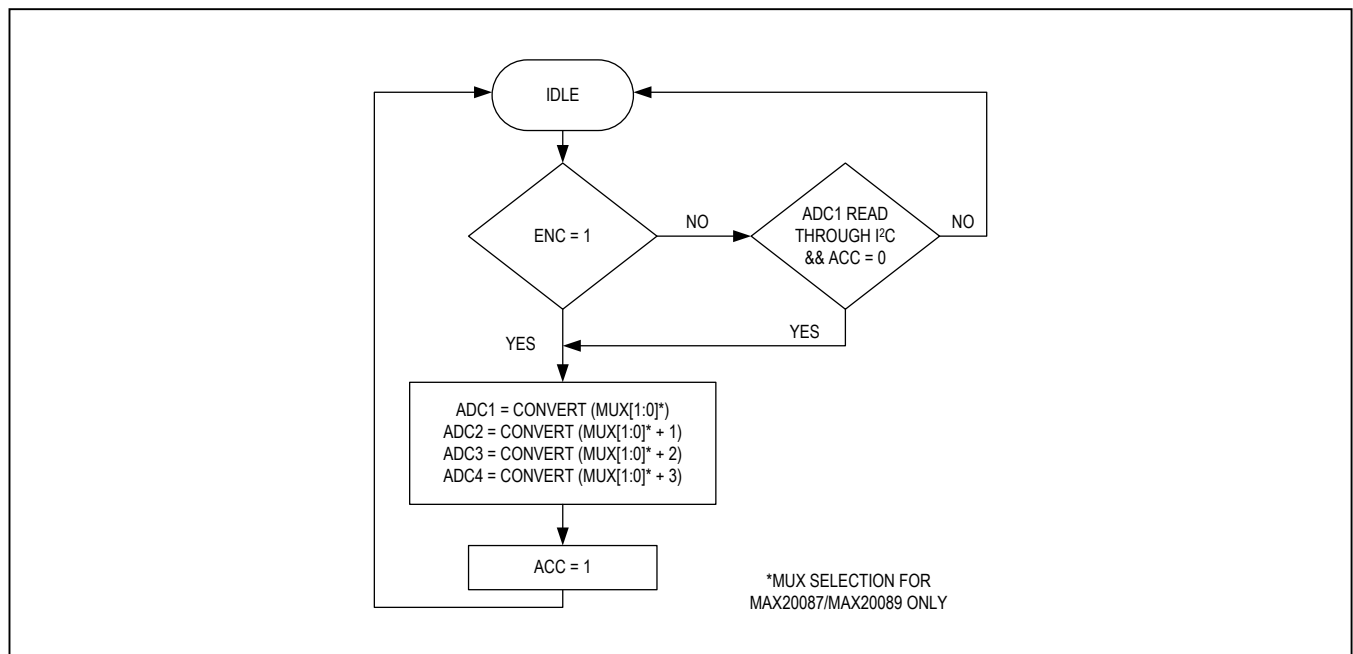 IDLE
ENC = 1
NO
ADC1 READ
THROUGH I²C
&& ACC = 0
NO
YES
YES
ADC1 = CONVERT (MUX[1:0]*)
ADC2 = CONVERT (MUX[1:0]* + 1)
ADC3 = CONVERT (MUX[1:0]* + 2)
ADC4 = CONVERT (MUX[1:0]* + 3)
ACC = 1
*MUX SELECTION FOR
MAX20087/MAX20089 ONLY